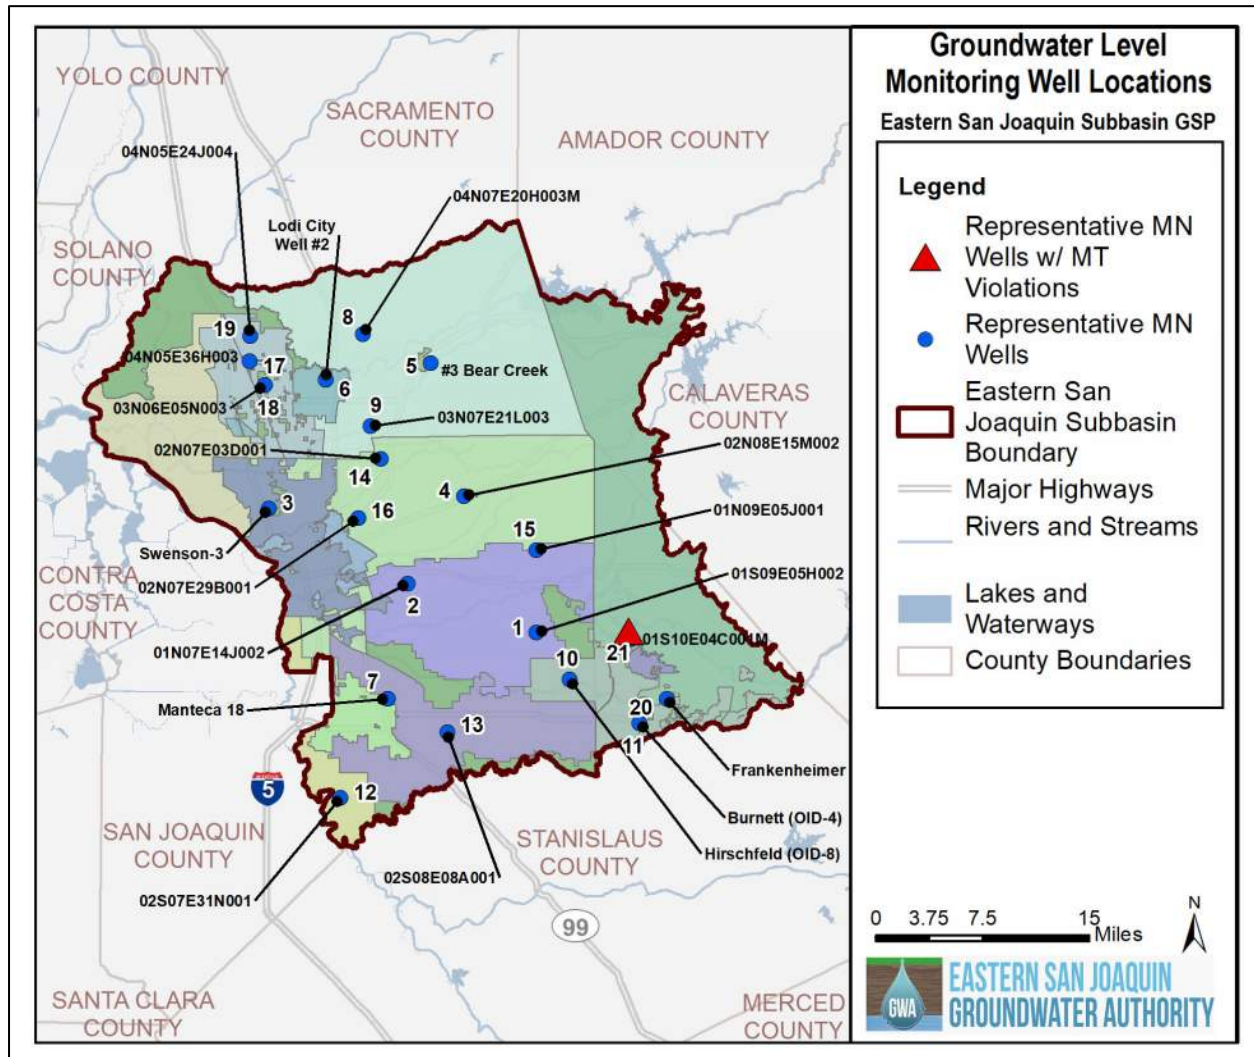 Groundwater Level
Monitoring Well Locations
Eastern San Joaquin Subbasin GSP
Legend
Representative MN
Wells w/ MT
Violations
Representative MN
Wells
Eastern San
Joaquin Subbasin
Boundary
Major Highways
Rivers and Streams
Lakes and
Waterways
County Boundaries
0 3.75 7.5 15
Miles
N
GWA
EASTERN SAN JOAQUIN
GROUNDWATER AUTHORITY
YOLO COUNTY
SACRAMENTO
COUNTY
AMADOR COUNTY
04N05E24J004
04N07E20H003M
Lodi City
Well #2
SOLANO
COUNTY
19
8
04N05E36H003
17
5
#3 Bear Creek
6
03N06E05N003
18
CALAVERAS
COUNTY
9
03N07E21L003
02N07E03D001
02N08E15M002
14
4
3
16
15
01N09E05J001
Swenson-3
CONTRA
COSTA
COUNTY
02N07E29B001
01S09E05H002
2
1
01S10E04C001M
01N07E14J002
21
10
7
Manteca 18
20
13
11
Frankenheimer
5
12
Burnett (OID-4)
SAN JOAQUIN
COUNTY
STANISLAUS
COUNTY
Hirschfeld (OID-8)
02S08E08A001
02S07E31N001
99
SANTA CLARA
COUNTY
MERCED
COUNTY